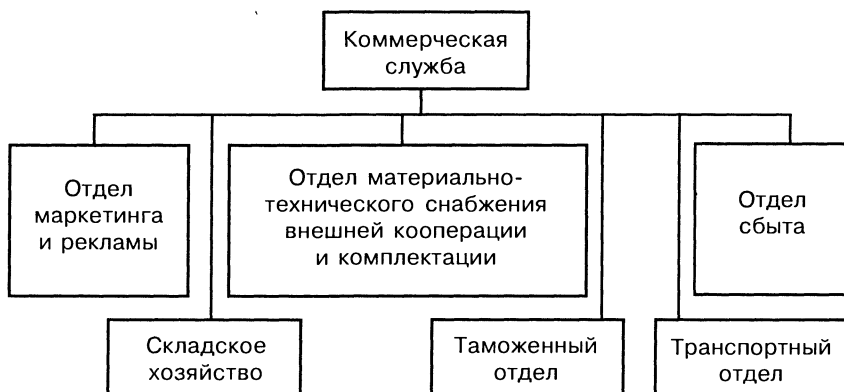 Коммерческая
служба
Отдел
маркетинга
и рекламы
Отдел материально-
технического снабжения
внешней кооперации
и комплектации
Отдел
сбыта
Складское
хозяйство
Таможенный
отдел
Транспортный
отдел